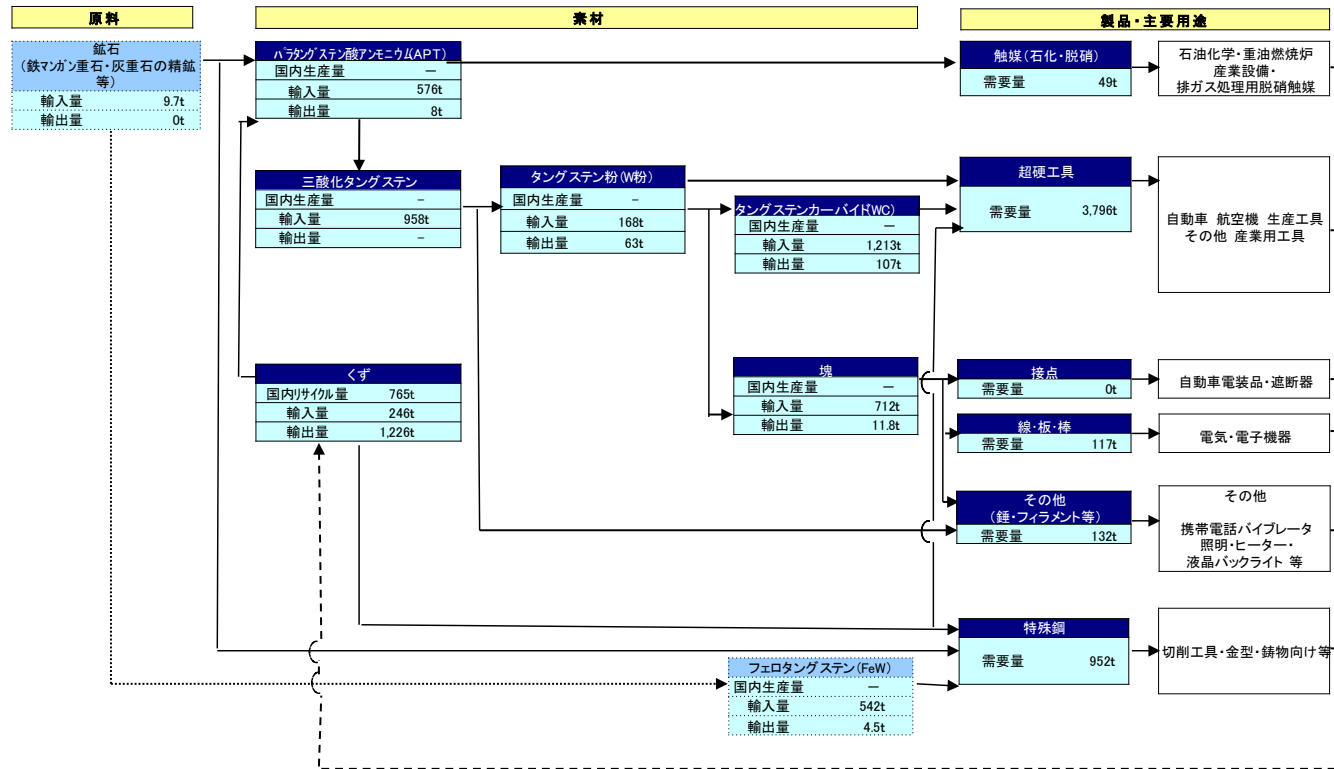 原料
素材
製品・主要用途
鉱石
(鉄マンガン重石・灰重石の精鉱
等)
輸入量 9.7t
輸出量 0t
パラタングステン酸アンモニウム(APT)
国内生産量 －
輸入量 576t
輸出量 8t
三酸化タングステン
国内生産量 －
輸入量 958t
輸出量 －
くず
国内リサイクル量 765t
輸入量 246t
輸出量 1,226t
タングステン粉(W粉)
国内生産量 －
輸入量 168t
輸出量 63t
タングステンカーバイド(WC)
国内生産量 －
輸入量 1,213t
輸出量 107t
塊
国内生産量 －
輸入量 712t
輸出量 11.8t
フェロタングステン(FeW)
国内生産量 －
輸入量 542t
輸出量 4.5t
触媒(石化・脱硝)
需要量 49t
石油化学・重油燃焼炉
産業設備・
排ガス処理用脱硝触媒
超硬工具
需要量 3,796t
自動車 航空機 生産工具
その他 産業用工具
接点
需要量 0t
自動車電装品・遮断器
線・板・棒
需要量 117t
電気・電子機器
その他
(錘・フィラメント等)
需要量 132t
その他
携帯電話バイブレータ
照明・ヒーター・
液晶バックライト 等
特殊鋼
需要量 952t
切削工具・金型・鋳物向け等